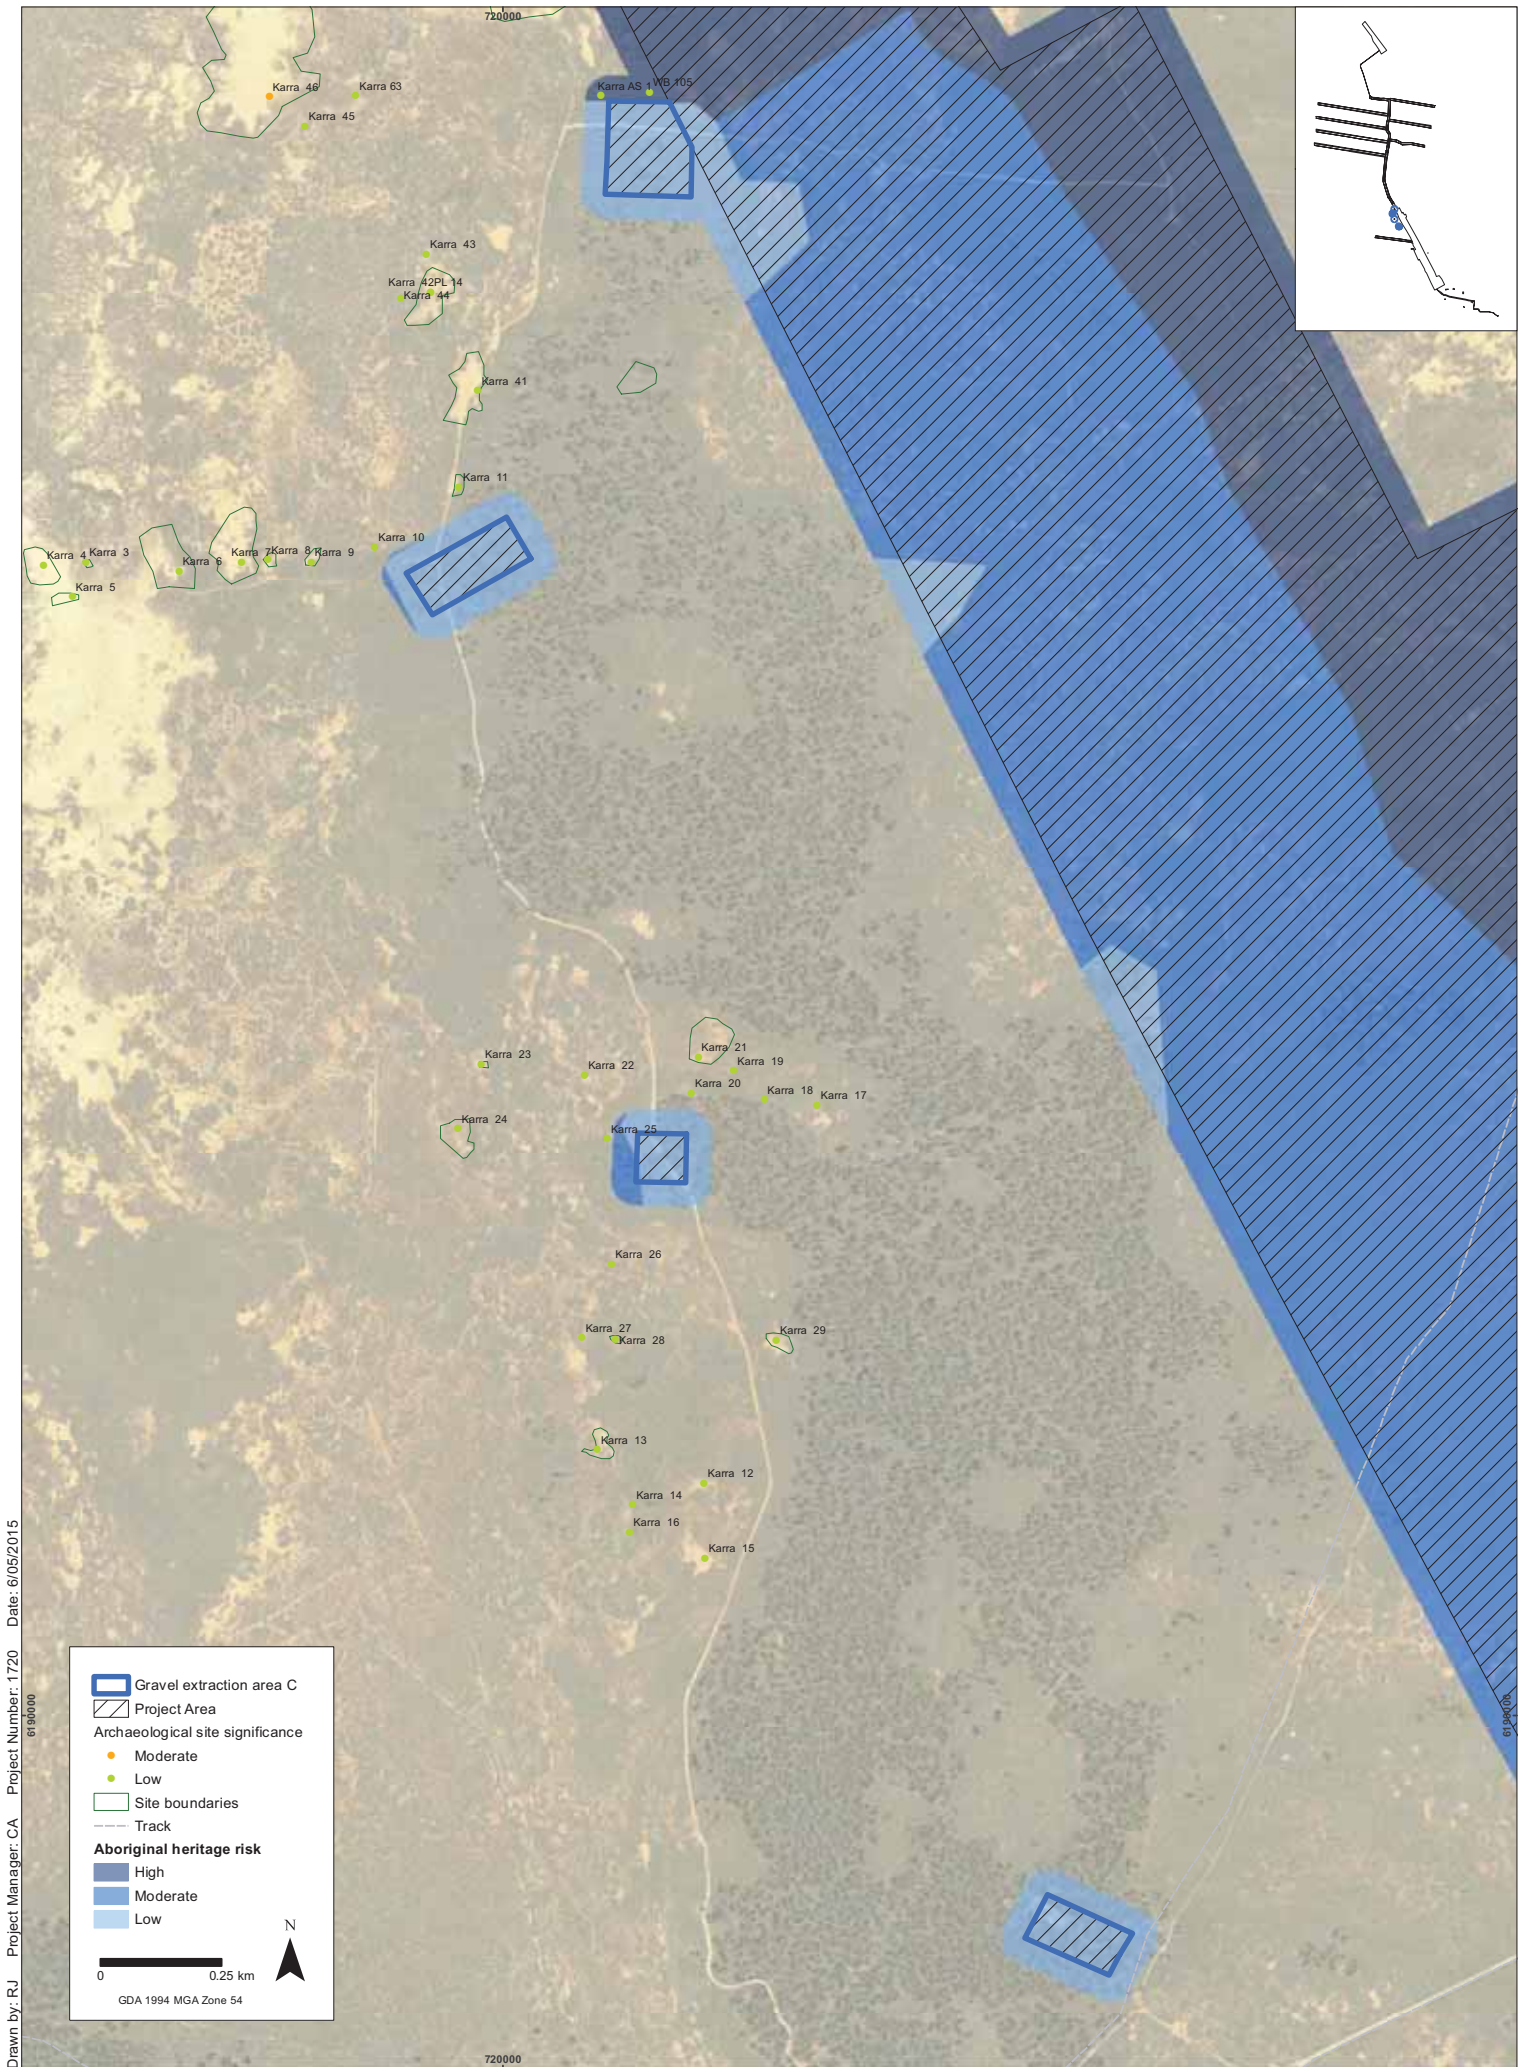 720000
Karra 46
Karra 63
Karra 45
Karra AS 1
WB 105
Karra 43
Karra 42
PL 14
Karra 44
Karra 41
Karra 11
Karra 10
Karra 4
Karra 3
Karra 6
Karra 7
Karra 8
Karra 9
Karra 5
Karra 21
Karra 23
Karra 22
Karra 19
Karra 20
Karra 18
Karra 17
Karra 24
Karra 25
Karra 26
Karra 27
Karra 28
Karra 29
Karra 13
Karra 12
Karra 14
Karra 16
Karra 15
Drawn by: RJ Project Manager: CA Project Number: 1720 Date: 6/05/2015
6190000
6190000
Gravel extraction area C
Project Area
Archaeological site significance
Moderate
Low
Site boundaries
Track
Aboriginal heritage risk
High
Moderate
Low
N
0 0.25 km
GDA 1994 MGA Zone 54
720000